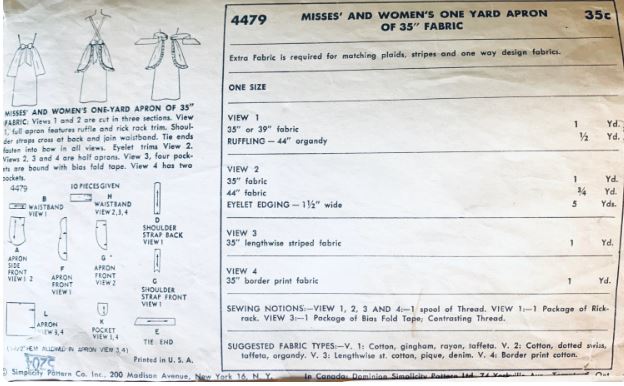 4479
MISSES' AND WOMEN'S ONE YARD APRON
OF 35" FABRIC
35c
Extra Fabric is required for matching plaids, stripes and one way design fabrics.
ONE SIZE
VIEW 1
35" or 39" fabric 1 Yd.
RUFFLING — 44" organdy ½ Yd.
VIEW 2
35" fabric 1 Yd.
44" fabric ¾ Yd.
EYELET EDGING — 1½" wide 5 Yds.
VIEW 3
35" lengthwise striped fabric 1 Yd.
VIEW 4
35" border print fabric 1 Yd.
SEWING NOTIONS:—VIEW 1, 2, 3 AND 4:—1 spool of Thread. VIEW 1:—1 Package of Rick-
rack. VIEW 3:—1 Package of Bias Fold Tape; Contrasting Thread.
SUGGESTED FABRIC TYPES:—V. 1: Cotton, gingham, rayon, taffeta. V. 2: Cotton, dotted swiss,
taffeta, organdy. V. 3: Lengthwise st. cotton, pique, denim. V. 4: Border print cotton.
MISSES' AND WOMEN'S ONE-YARD APRON OF 35"
FABRIC: Views 1 and 2 are cut in three sections. View
1, full apron features ruffle and rick rack trim. Shoul-
der straps cross at back and join waistband. Tie ends
fasten into bow in all views. Eyelet trims View 2.
Views 2, 3 and 4 are half aprons. View 3, four pock-
ets are bound with bias fold tape. View 4 has two
pockets.
4479 10 PIECES GIVEN
B
WAISTBAND
VIEW 1
H
WAISTBAND
VIEW 2,3,4
D
SHOULDER
STRAP BACK
VIEW 1
A
APRON
SIDE
FRONT
VIEW 1 2
F
APRON
FRONT
VIEW 1
G
APRON
FRONT
VIEW 2
C
SHOULDER
STRAP FRONT
VIEW 1
L
APRON
VIEW 3,4
K
POCKET
VIEW 1,4
E
TIE END
HEM ALLOWED IN APRON VIEW 3,4)
Printed in U. S. A.
Simplicity Pattern Co. Inc., 200 Madison Avenue, New York 16, N. Y.
In Canada: Dominion Simplicity Pattern Ltd.